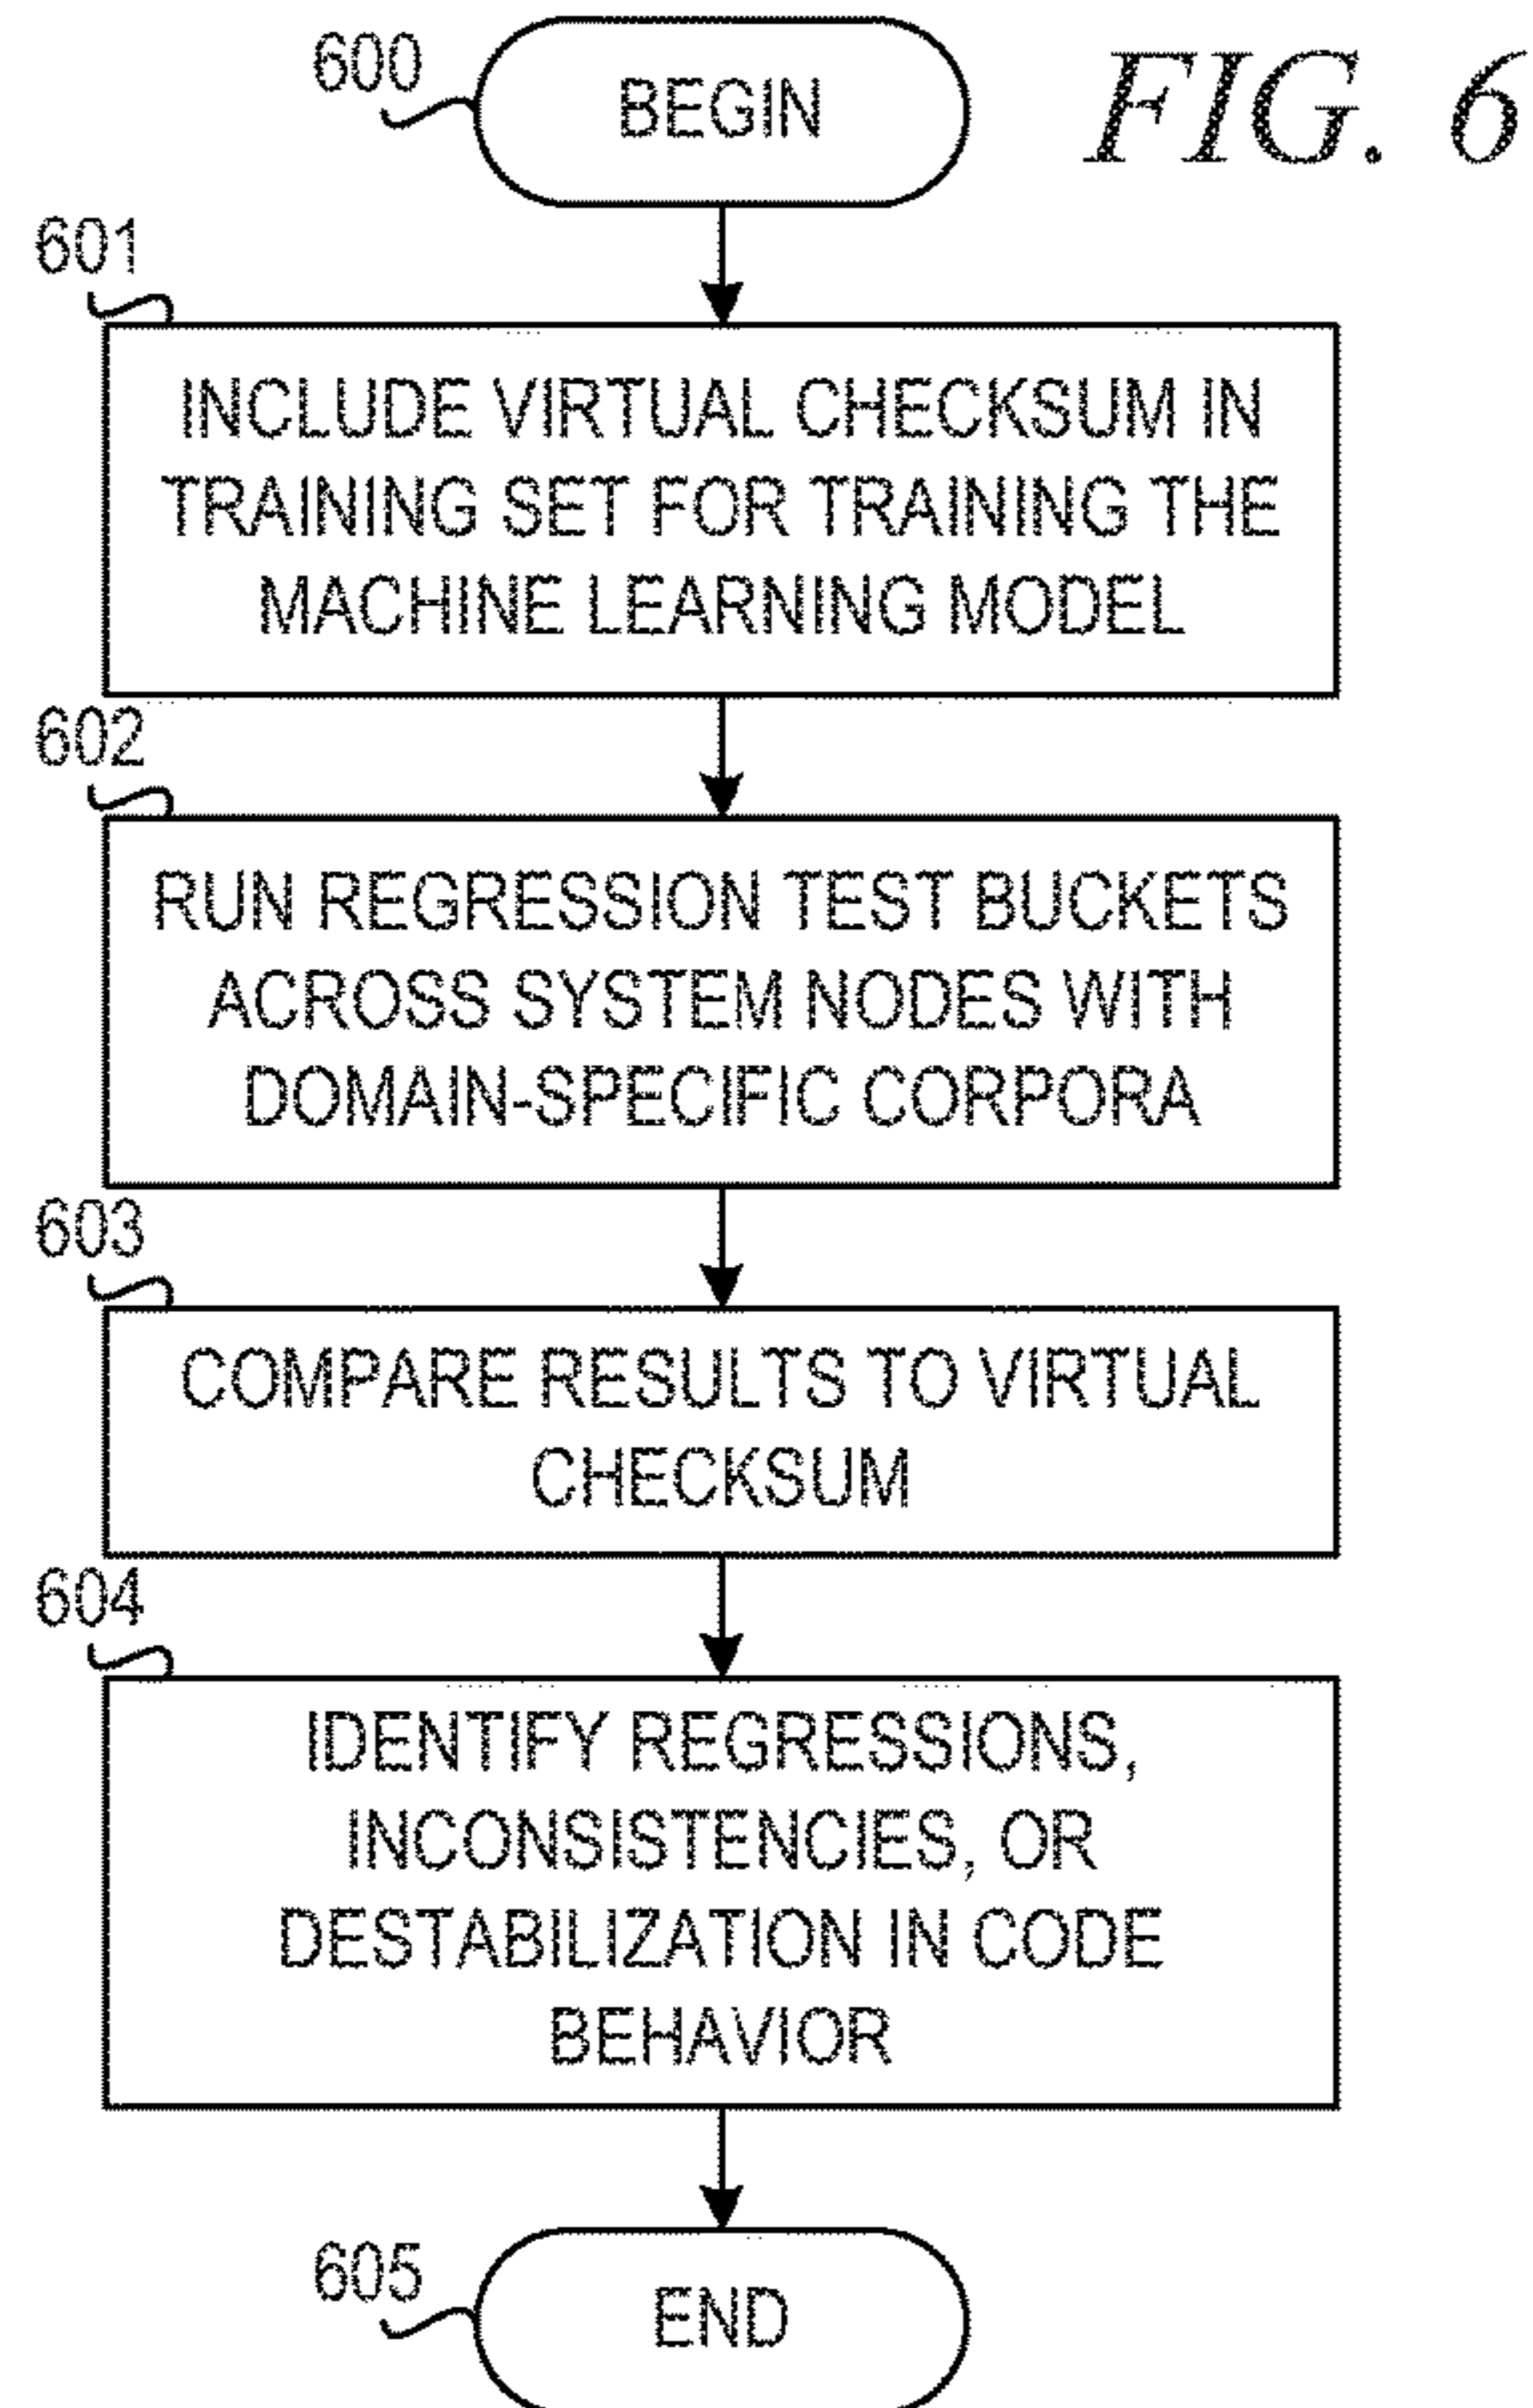 600
BEGIN
FIG. 6
601
INCLUDE VIRTUAL CHECKSUM IN
TRAINING SET FOR TRAINING THE
MACHINE LEARNING MODEL
602
RUN REGRESSION TEST BUCKETS
ACROSS SYSTEM NODES WITH
DOMAIN-SPECIFIC CORPORA
603
COMPARE RESULTS TO VIRTUAL
CHECKSUM
604
IDENTIFY REGRESSIONS,
INCONSISTENCIES, OR
DESTABILIZATION IN CODE
BEHAVIOR
605
END